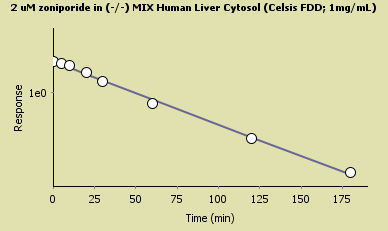 2 uM zoniporide in (-/-) MIX Human Liver Cytosol (Celsis FDD; 1mg/mL)
Response
1e0
0 25 50 75 100 125 150 175
Time (min)